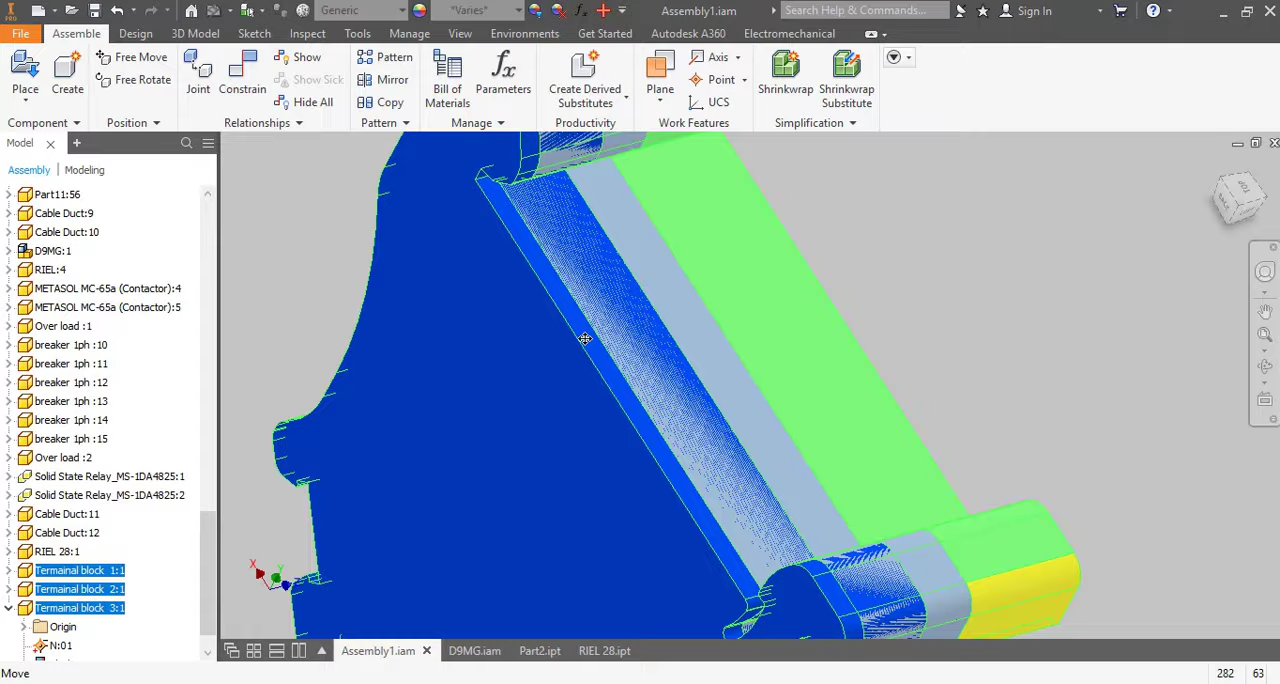 PRO
Generic
*Varies*
Assembly1.iam
Search Help & Commands...
Sign In
File
Assemble
Design
3D Model
Sketch
Inspect
Tools
Manage
View
Environments
Get Started
Autodesk A360
Electromechanical
Place
Create
Free Move
Free Rotate
Joint
Constrain
Show
Show Sick
Hide All
Pattern
Mirror
Copy
Bill of
Materials
Parameters
Create Derived
Substitutes
Plane
Axis
Point
UCS
Shrinkwrap
Shrinkwrap
Substitute
Component
Position
Relationships
Pattern
Manage
Productivity
Work Features
Simplification
Model
Assembly
Modeling
Part11:56
Cable Duct:9
Cable Duct:10
D9MG:1
RIEL:4
METASOL MC-65a (Contactor):4
METASOL MC-65a (Contactor):5
Over load :1
breaker 1ph :10
breaker 1ph :11
breaker 1ph :12
breaker 1ph :13
breaker 1ph :14
breaker 1ph :15
Over load :2
Solid State Relay_MS-1DA4825:1
Solid State Relay_MS-1DA4825:2
Cable Duct:11
Cable Duct:12
RIEL 28:1
Termainal block 1:1
Termainal block 2:1
Termainal block 3:1
Origin
N:01
TOP
BACK
X
Y
Assembly1.iam
D9MG.iam
Part2.ipt
RIEL 28.ipt
Move
282
63